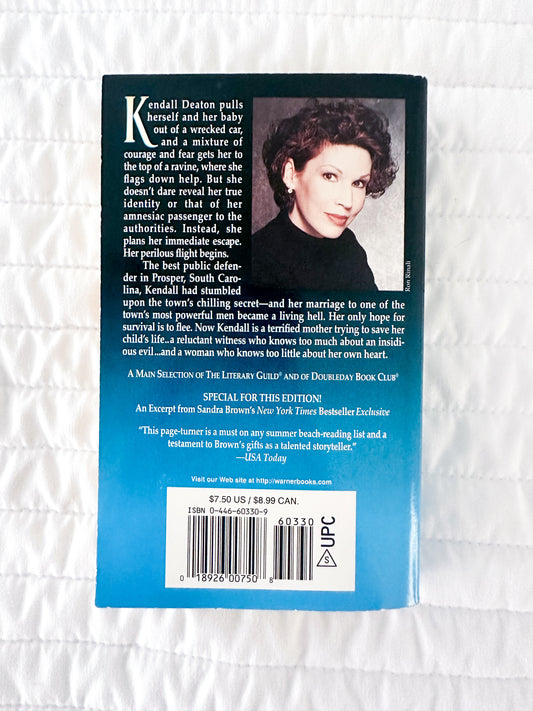 Kendall Deaton pulls
herself and her baby
out of a wrecked car,
and a mixture of
courage and fear gets her to
the top of a ravine, where she
flags down help. But she
doesn't dare reveal her true
identity or that of her
amnesiac passenger to the
authorities. Instead, she
plans her immediate escape.
Her perilous flight begins.
The best public defen-
der in Prosper, South Caro-
lina, Kendall had stumbled
upon the town's chilling secret—and her marriage to one of the
town's most powerful men became a living hell. Her only hope for
survival is to flee. Now Kendall is a terrified mother trying to save her
child's life...a reluctant witness who knows too much about an insidi-
ous evil...and a woman who knows too little about her own heart.
Ron Rinali
A MAIN SELECTION OF THE LITERARY GUILD® AND OF DOUBLEDAY BOOK CLUB®
SPECIAL FOR THIS EDITION!
An Excerpt from Sandra Brown's New York Times Bestseller Exclusive
"This page-turner is a must on any summer beach-reading list and a
testament to Brown's gifts as a talented storyteller."
—USA Today
Visit our Web site at http://warnerbooks.com
$7.50 US / $8.99 CAN.
ISBN 0-446-60330-9
60330
0 18926 00750 8
S UPC